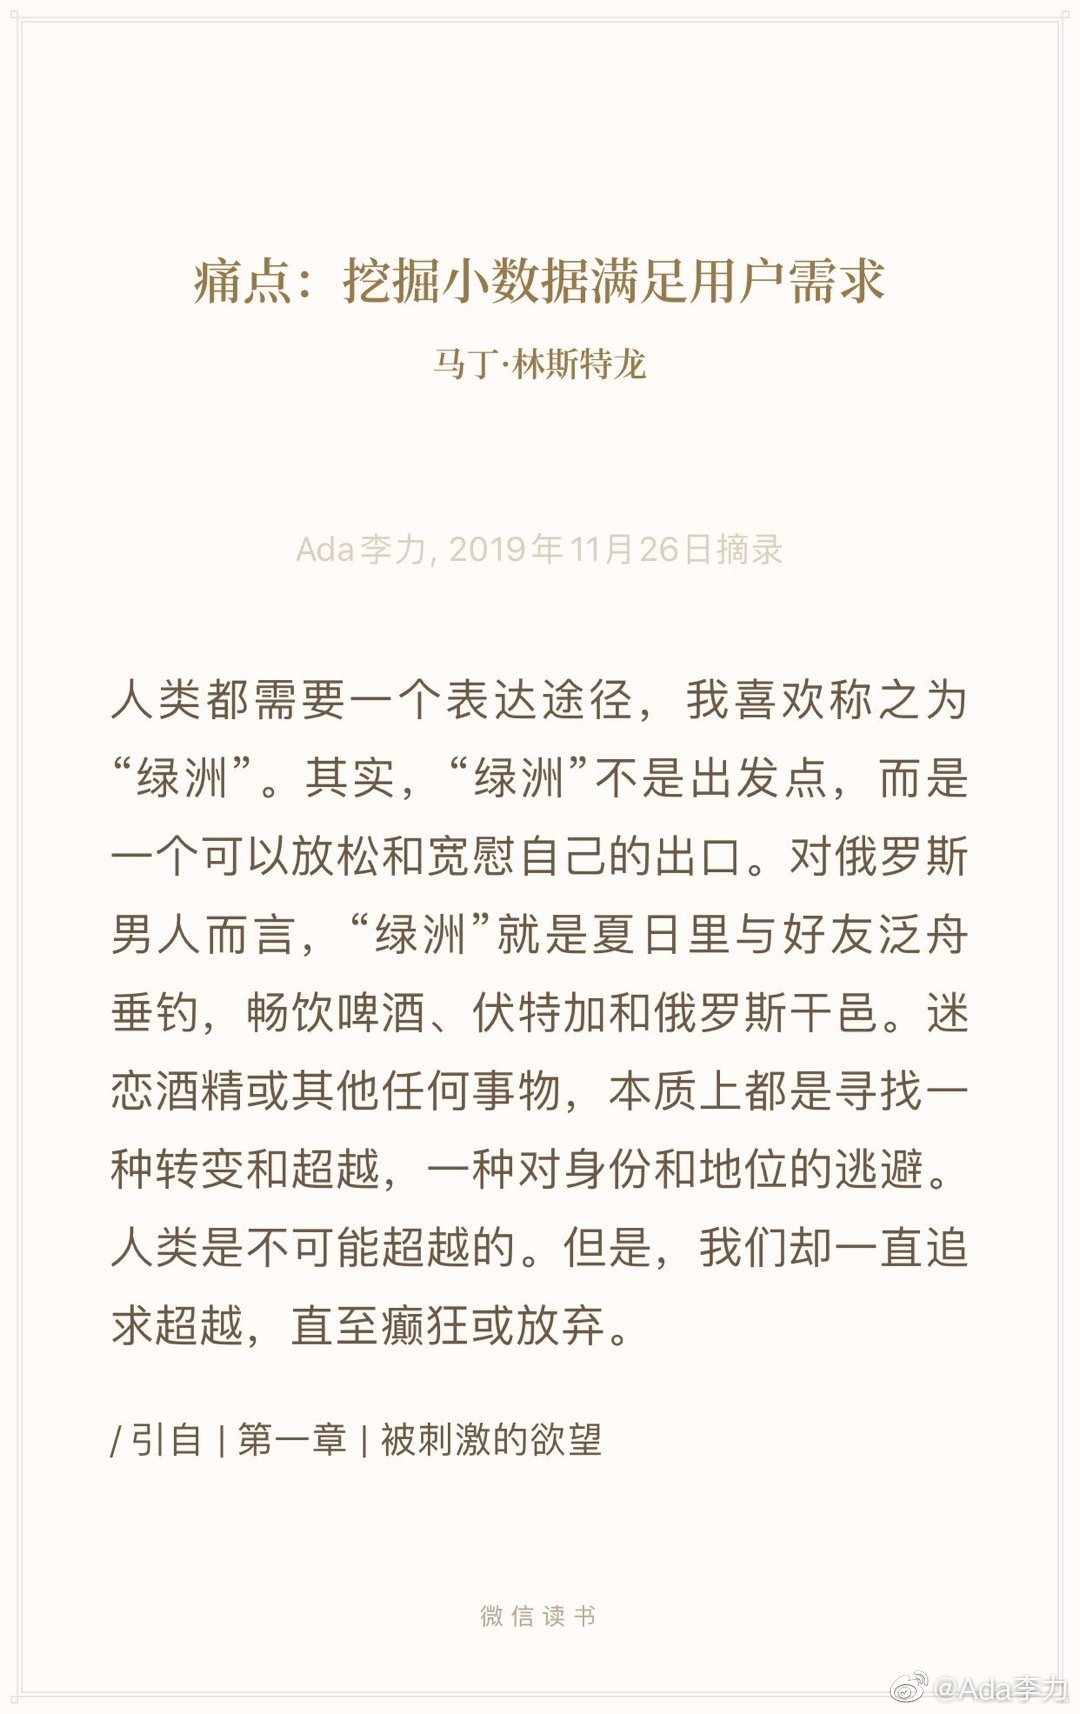 痛点：挖掘小数据满足用户需求
马丁·林斯特龙
Ada李力, 2019年11月26日摘录
人类都需要一个表达途径，我喜欢称之为
“绿洲”。其实，“绿洲”不是出发点，而是
一个可以放松和宽慰自己的出口。对俄罗斯
男人而言，“绿洲”就是夏日里与好友泛舟
垂钓，畅饮啤酒、伏特加和俄罗斯干邑。迷
恋酒精或其他任何事物，本质上都是寻找一
种转变和超越，一种对身份和地位的逃避。
人类是不可能超越的。但是，我们却一直追
求超越，直至癫狂或放弃。
/ 引自 | 第一章 | 被刺激的欲望
微信读书
@Ada李力